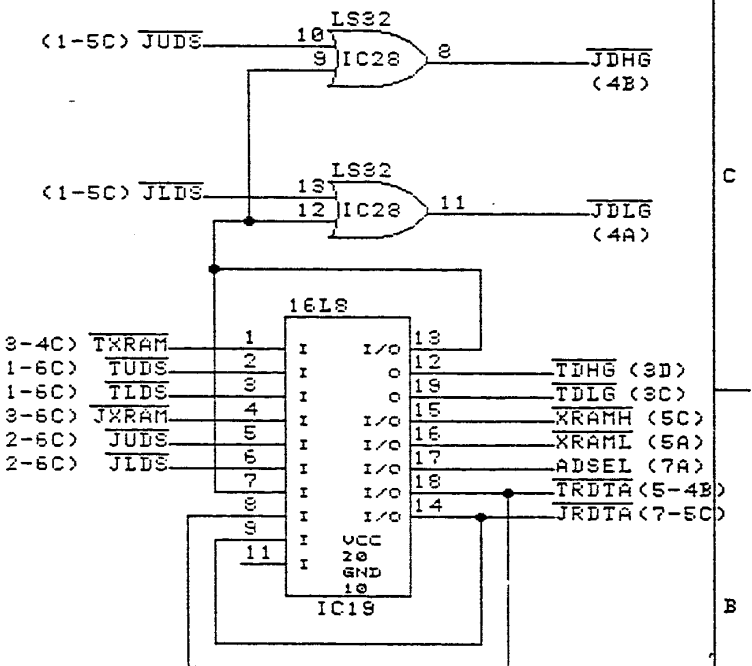 LS32
(1-5C) JUDS 10 8 JDHG
9 IC28
(4B)
C
LS32
(1-5C) JLDS 13 11 JDLG
12 IC28
(4A)
16L8
3-4C) TXRAM 1 I I/O 13
1-6C) TUDS 2 I O 12 TDHG (3D)
1-6C) TLDS 3 I O 19 TDLG (3C)
3-6C) JXRAM 4 I I/O 15 XRAMH (5C)
2-6C) JUDS 5 I I/O 16 XRAML (5A)
2-6C) JLDS 6 I I/O 17 ADSEL (7A)
7 I I/O 18 TRDTA (5-4B)
8 I I/O 14 JRDTA (7-5C)
9 I VCC
11 I 20
GND
10
IC19
B